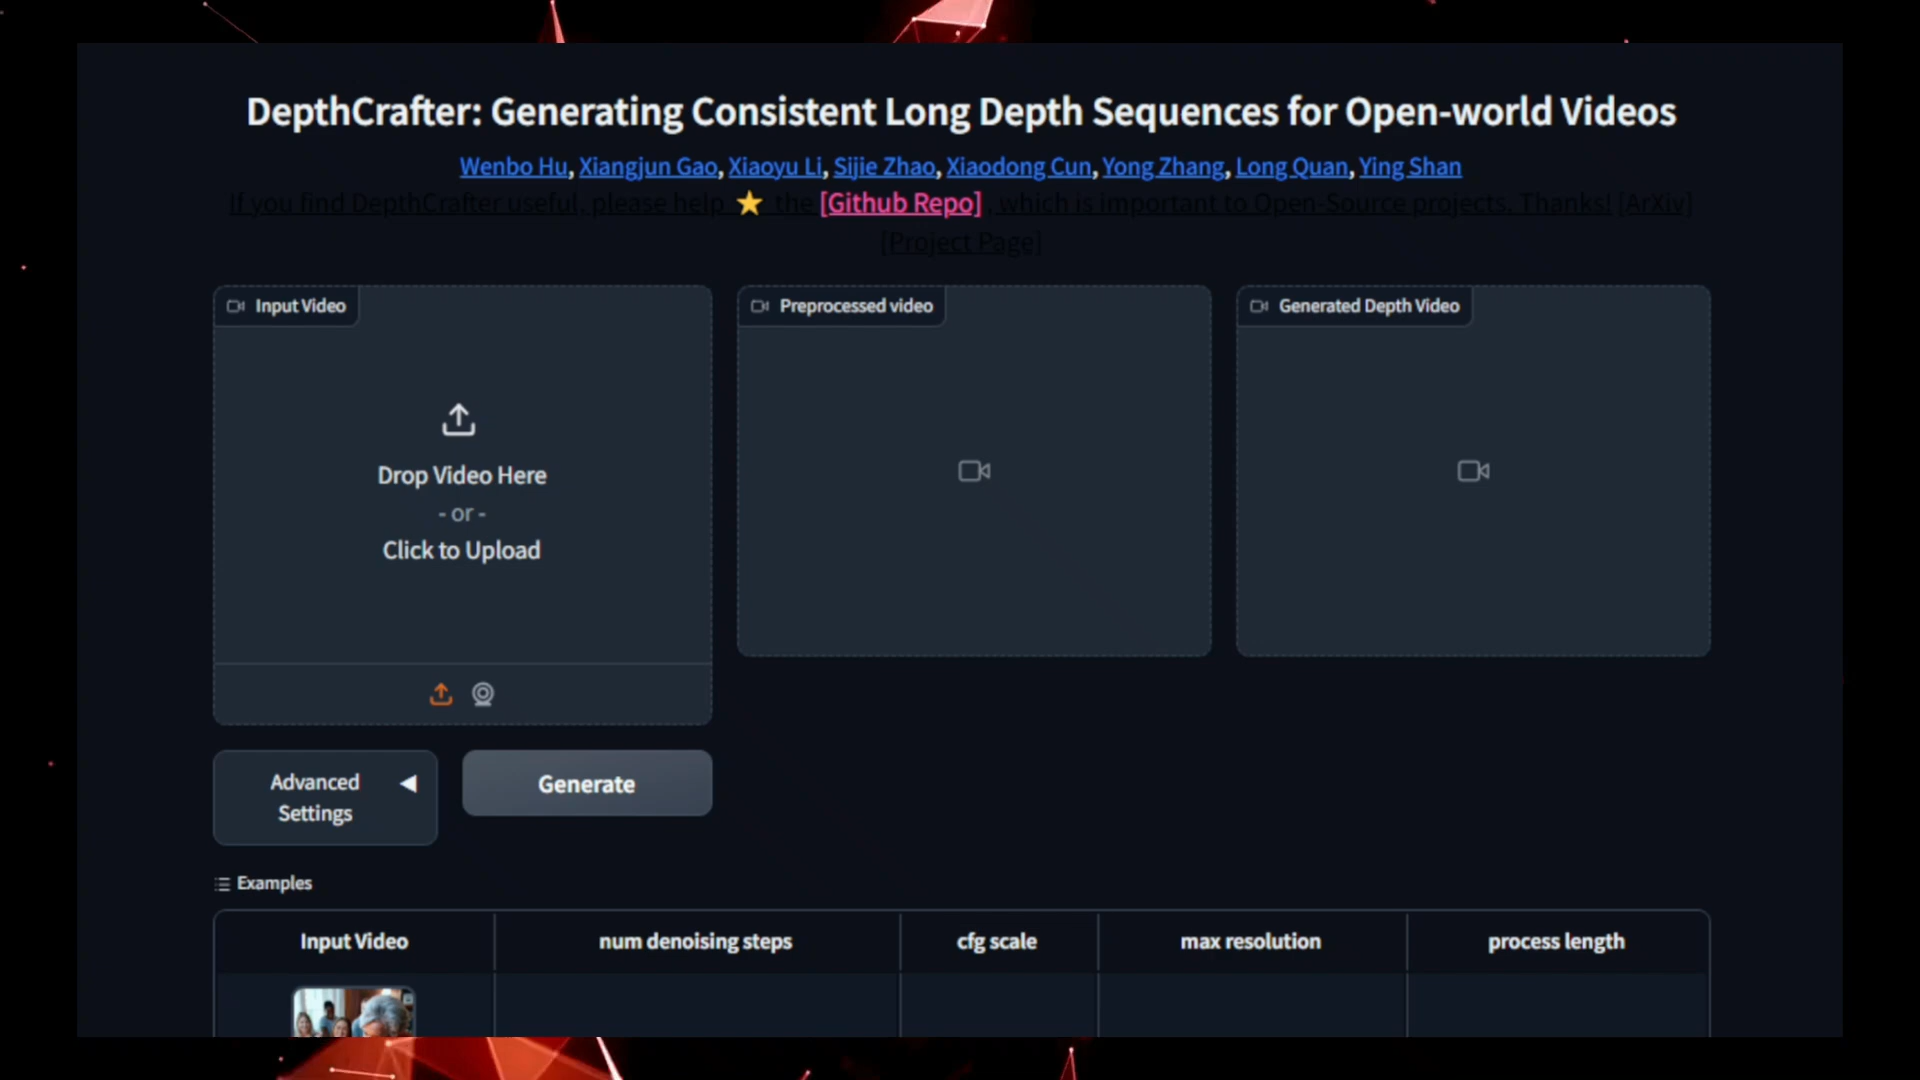 DepthCrafter: Generating Consistent Long Depth Sequences for Open-world Videos
Wenbo Hu, Xiangjun Gao, Xiaoyu Li, Sijie Zhao, Xiaodong Cun, Yong Zhang, Long Quan, Ying Shan
If you find DepthCrafter useful, please help ⭐ the [Github Repo], which is important to Open-Source projects. Thanks! [ArXiv]
[Project Page]
Input Video
Preprocessed video
Generated Depth Video
Drop Video Here
- or -
Click to Upload
Advanced
Settings
Generate
Examples
Input Video num denoising steps cfg scale max resolution process length